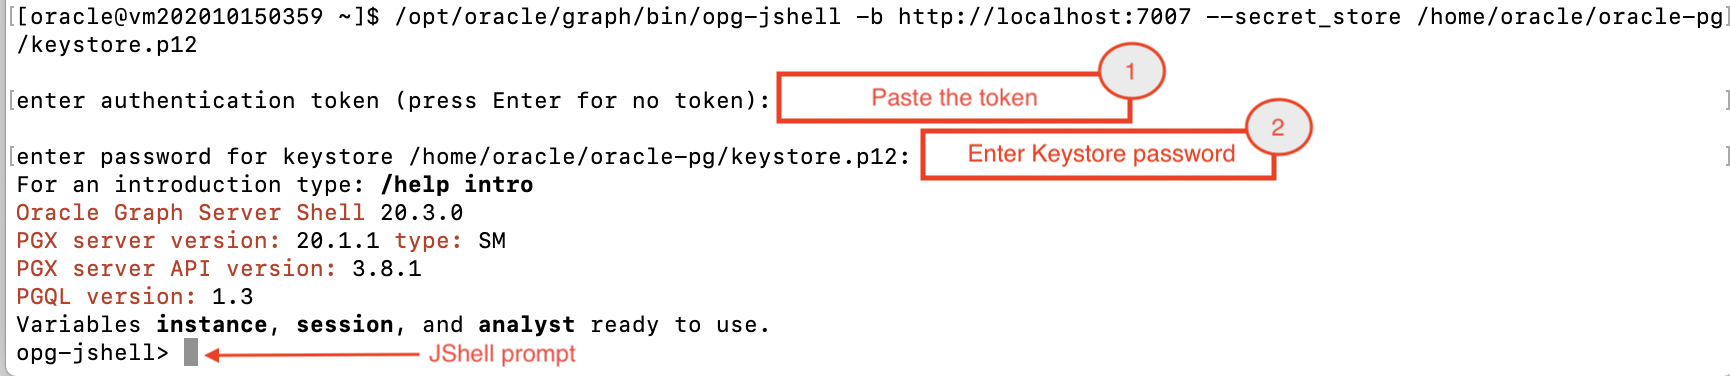 [[oracle@vm202010150359 ~]$ /opt/oracle/graph/bin/opg-jshell -b http://localhost:7007 --secret_store /home/oracle/oracle-pg]
/keystore.p12
1
[enter authentication token (press Enter for no token): Paste the token ]
2
[enter password for keystore /home/oracle/oracle-pg/keystore.p12: Enter Keystore password ]
For an introduction type: /help intro
Oracle Graph Server Shell 20.3.0
PGX server version: 20.1.1 type: SM
PGX server API version: 3.8.1
PGQL version: 1.3
Variables instance, session, and analyst ready to use.
opg-jshell> JShell prompt